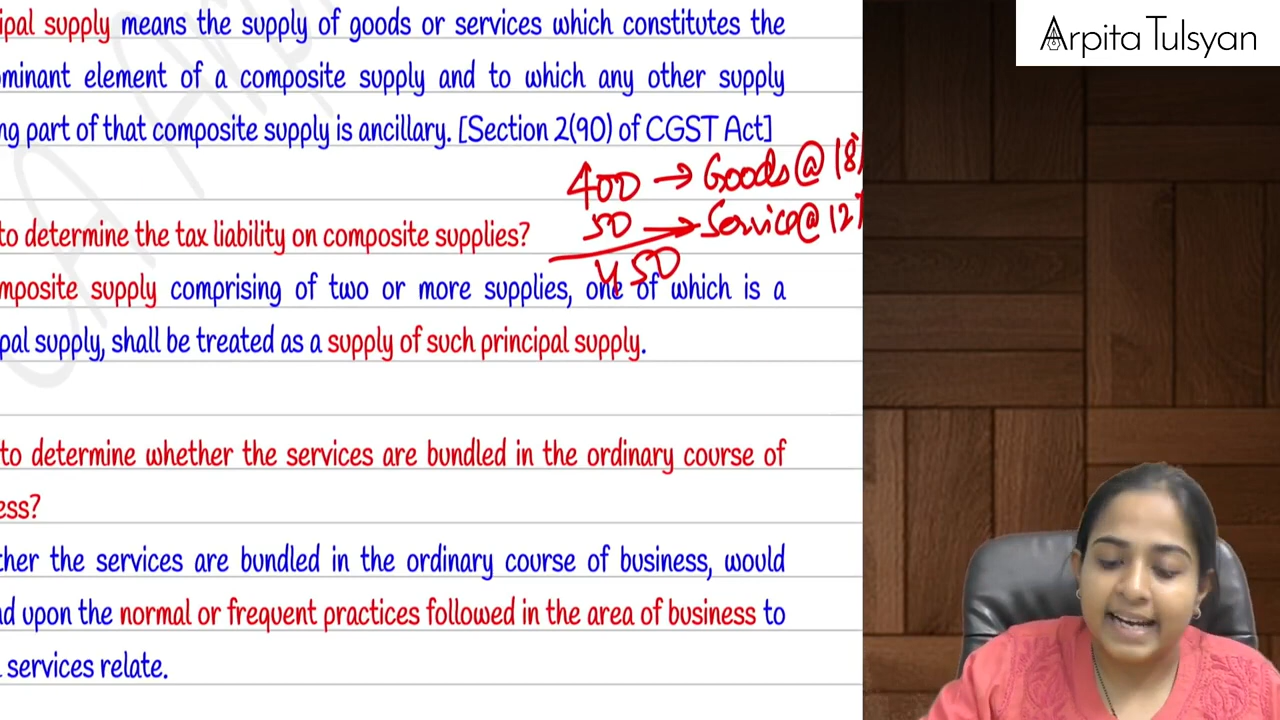 Arpita Tulsyan
ipal supply means the supply of goods or services which constitutes the
minant element of a composite supply and to which any other supply
ng part of that composite supply is ancillary. [Section 2(90) of CGST Act]
400 → Goods @ 18%
50 → Service @ 12%
450
to determine the tax liability on composite supplies?
mposite supply comprising of two or more supplies, one of which is a
pal supply, shall be treated as a supply of such principal supply.
to determine whether the services are bundled in the ordinary course of
ess?
ther the services are bundled in the ordinary course of business, would
nd upon the normal or frequent practices followed in the area of business to
services relate.